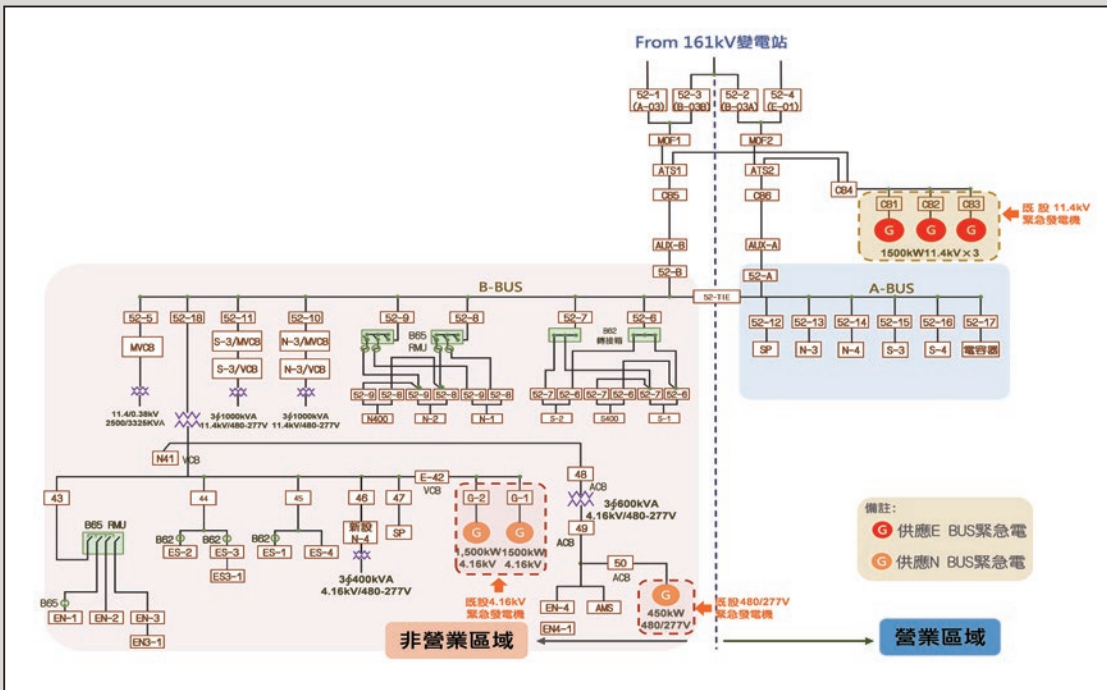 From 161kV變電站
52-1
(A-03)
52-3
(B-03B)
52-2
(B-03A)
52-4
(E-01)
MOF1
MOF2
ATS1
ATS2
CB4
CB5
CB6
CB1
CB2
CB3
G
G
G
1500kW11.4kV×3
既設 11.4kV
緊急發電機
AUX-B
AUX-A
52-B
52-A
B-BUS
52-TIE
A-BUS
52-5
52-18
52-11
52-10
52-9
52-8
52-7
52-6
52-12
52-13
52-14
52-15
52-16
52-17
MVCB
S-3/MVCB
N-3/MVCB
B65
RMU
B62
轉接箱
SP
N-3
N-4
S-3
S-4
電容器
S-3/VCB
N-3/VCB
11.4/0.38kV
2500/3325KVA
3∮1000kVA
11.4kV/480-277V
3∮1000kVA
11.4kV/480-277V
52-9
52-8
52-9
52-8
52-9
52-8
52-7
52-6
52-6
52-7
52-7
52-6
N400
N-2
N-1
S-2
S400
S-1
N41
VCB
E-42
VCB
48
ACB
43
44
45
46
47
G-2
G-1
3∮600kVA
4.16kV/480-277V
B65 RMU
B62
B62
B62
新設
N-4
SP
G
G
49
ACB
ES-2
ES-3
ES-1
ES-4
ES3-1
1,500kW
4.16kV
1500kW
4.16kV
3∮400kVA
4.16kV/480-277V
50
ACB
B65
EN-1
EN-2
EN-3
EN3-1
既設4.16kV
緊急發電機
EN-4
AMS
EN4-1
G
450kW
480/277V
既設480/277V
緊急發電機
備註:
G 供應E BUS緊急電
G 供應N BUS緊急電
非營業區域
營業區域